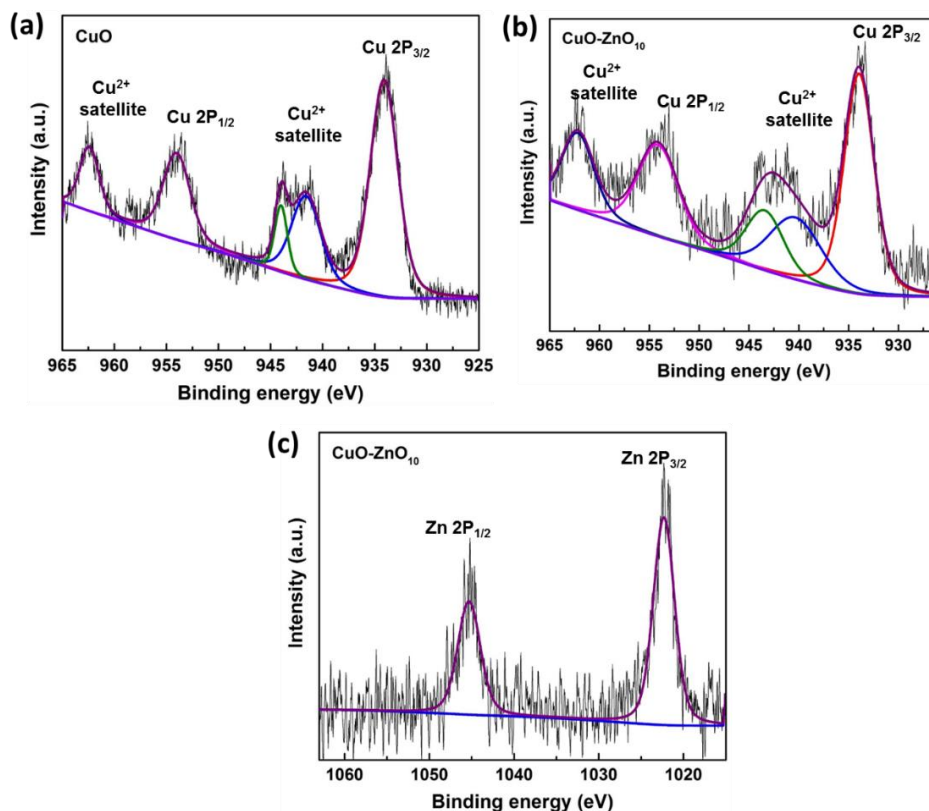 (a)
CuO
Cu²⁺
satellite
Cu 2P₁/₂
Cu²⁺
satellite
Cu 2P₃/₂
Intensity (a.u.)
965 960 955 950 945 940 935 930 925
Binding energy (eV)
(b)
CuO-ZnO₁₀
Cu²⁺
satellite
Cu 2P₁/₂
Cu²⁺
satellite
Cu 2P₃/₂
Intensity (a.u.)
965 960 955 950 945 940 935 930
Binding energy (eV)
(c)
CuO-ZnO₁₀
Zn 2P₁/₂
Zn 2P₃/₂
Intensity (a.u.)
1060 1050 1040 1030 1020
Binding energy (eV)